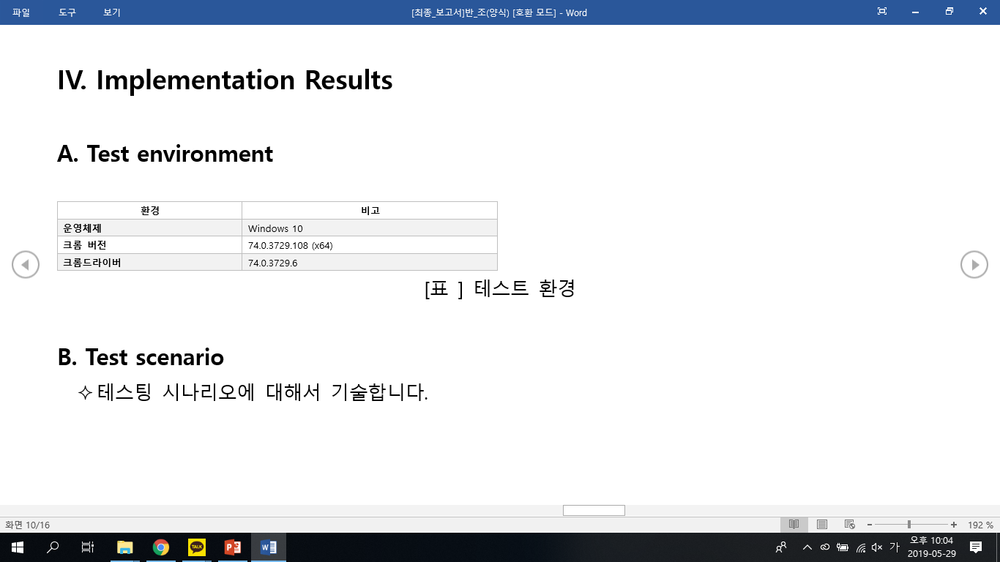 파일 도구 보기 [최종_보고서]반_조(양식) [호환 모드] - Word
IV. Implementation Results
A. Test environment
환경 비고
운영체제 Windows 10
크롬 버전 74.0.3729.108 (x64)
크롬드라이버 74.0.3729.6
[표 ] 테스트 환경
B. Test scenario
✧ 테스팅 시나리오에 대해서 기술합니다.
화면 10/16 192 %
TALK
가
오후 10:04
2019-05-29